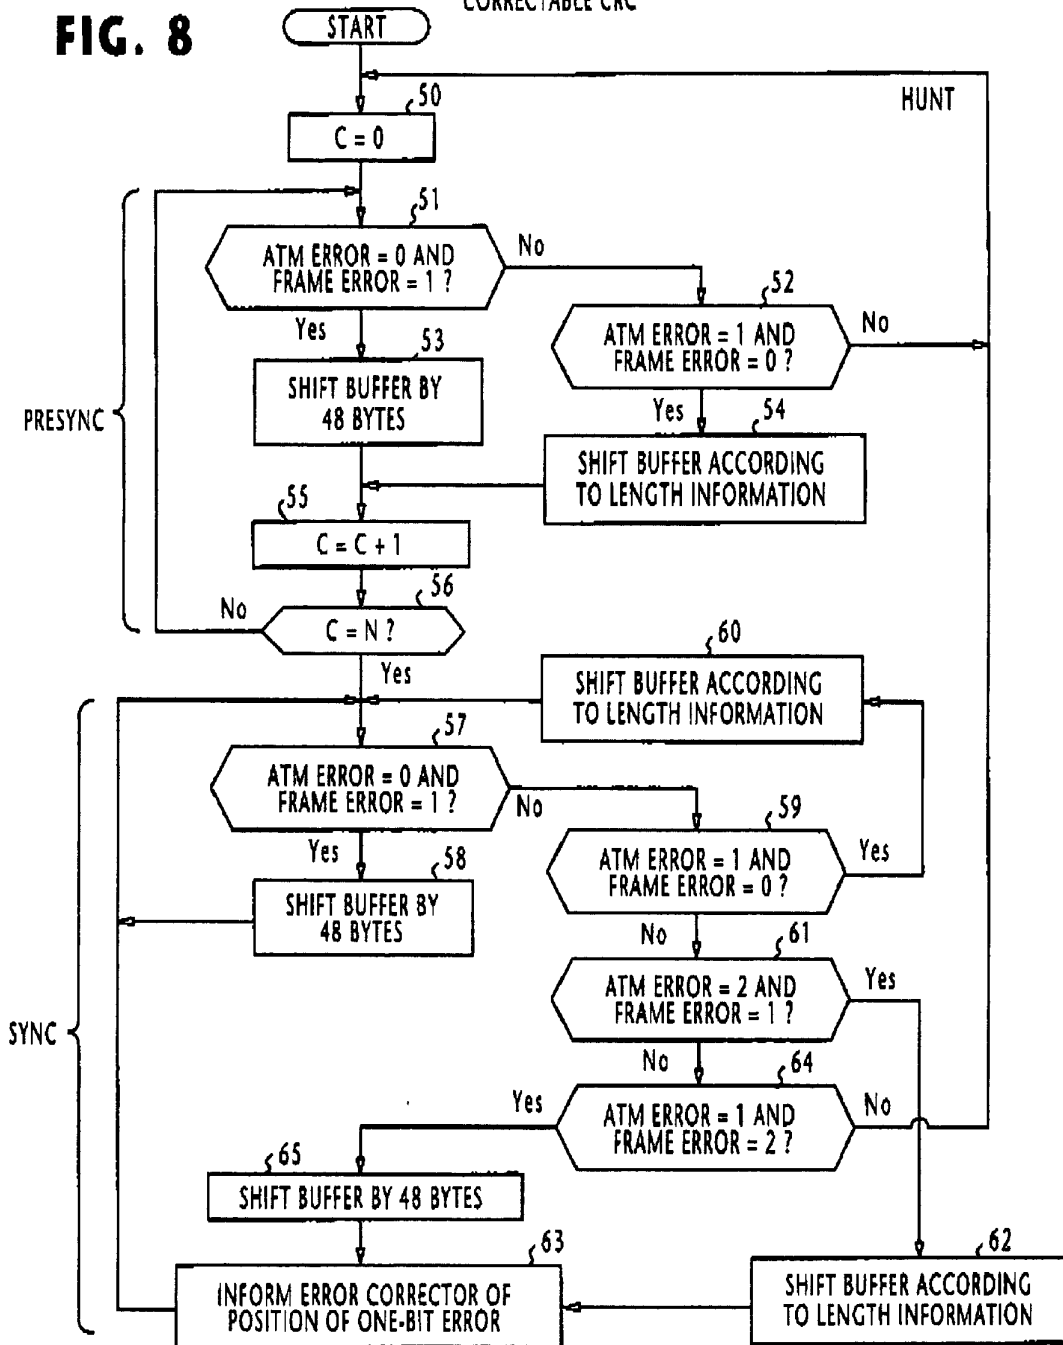 CORRECTABLE CRC
FIG. 8
START
HUNT
50
C = 0
51
ATM ERROR = 0 AND
FRAME ERROR = 1 ?
No
Yes
52
ATM ERROR = 1 AND
FRAME ERROR = 0 ?
No
Yes
53
SHIFT BUFFER BY
48 BYTES
PRESYNC
54
SHIFT BUFFER ACCORDING
TO LENGTH INFORMATION
55
C = C + 1
56
C = N ?
No
Yes
60
SHIFT BUFFER ACCORDING
TO LENGTH INFORMATION
57
ATM ERROR = 0 AND
FRAME ERROR = 1 ?
No
Yes
59
ATM ERROR = 1 AND
FRAME ERROR = 0 ?
Yes
No
58
SHIFT BUFFER BY
48 BYTES
61
ATM ERROR = 2 AND
FRAME ERROR = 1 ?
Yes
No
SYNC
64
ATM ERROR = 1 AND
FRAME ERROR = 2 ?
Yes
No
65
SHIFT BUFFER BY 48 BYTES
63
INFORM ERROR CORRECTOR OF
POSITION OF ONE-BIT ERROR
62
SHIFT BUFFER ACCORDING
TO LENGTH INFORMATION